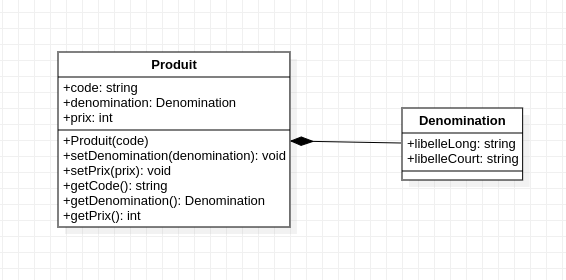 Produit
+code: string
+denomination: Denomination
+prix: int
+Produit(code)
+setDenomination(denomination): void
+setPrix(prix): void
+getCode(): string
+getDenomination(): Denomination
+getPrix(): int
Denomination
+libelleLong: string
+libelleCourt: string